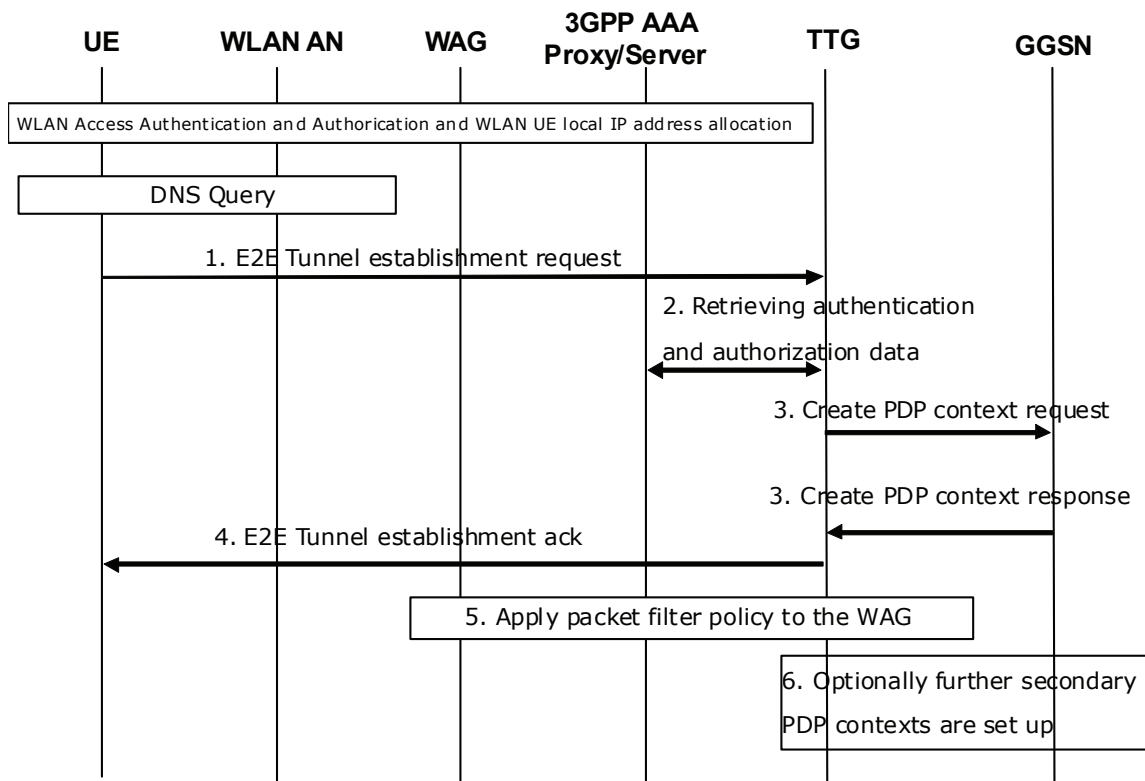 UE
WLAN AN
WAG
3GPP AAA
Proxy/Server
TTG
GGSN
WLAN Access Authentication and Authorication and WLAN UE local IP address allocation
DNS Query
1. E2E Tunnel establishment request
2. Retrieving authentication
and authorization data
3. Create PDP context request
3. Create PDP context response
4. E2E Tunnel establishment ack
5. Apply packet filter policy to the WAG
6. Optionally further secondary
PDP contexts are set up